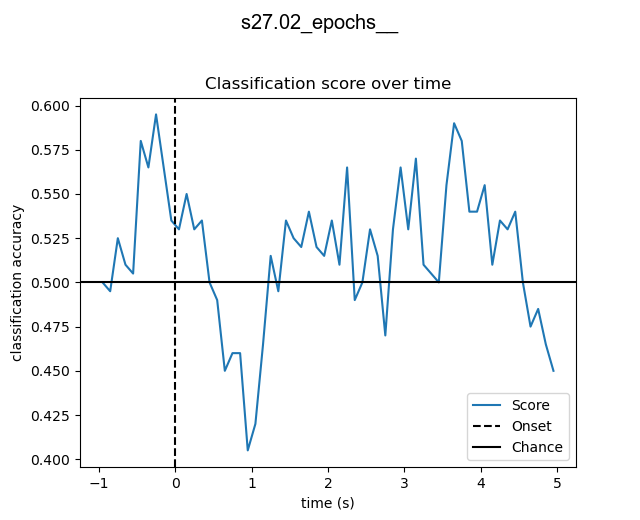 s27.02_epochs__
Classification score over time
classification accuracy
0.600
0.575
0.550
0.525
0.500
0.475
0.450
0.425
0.400
−1
0
1
2
3
4
5
time (s)
Score
Onset
Chance